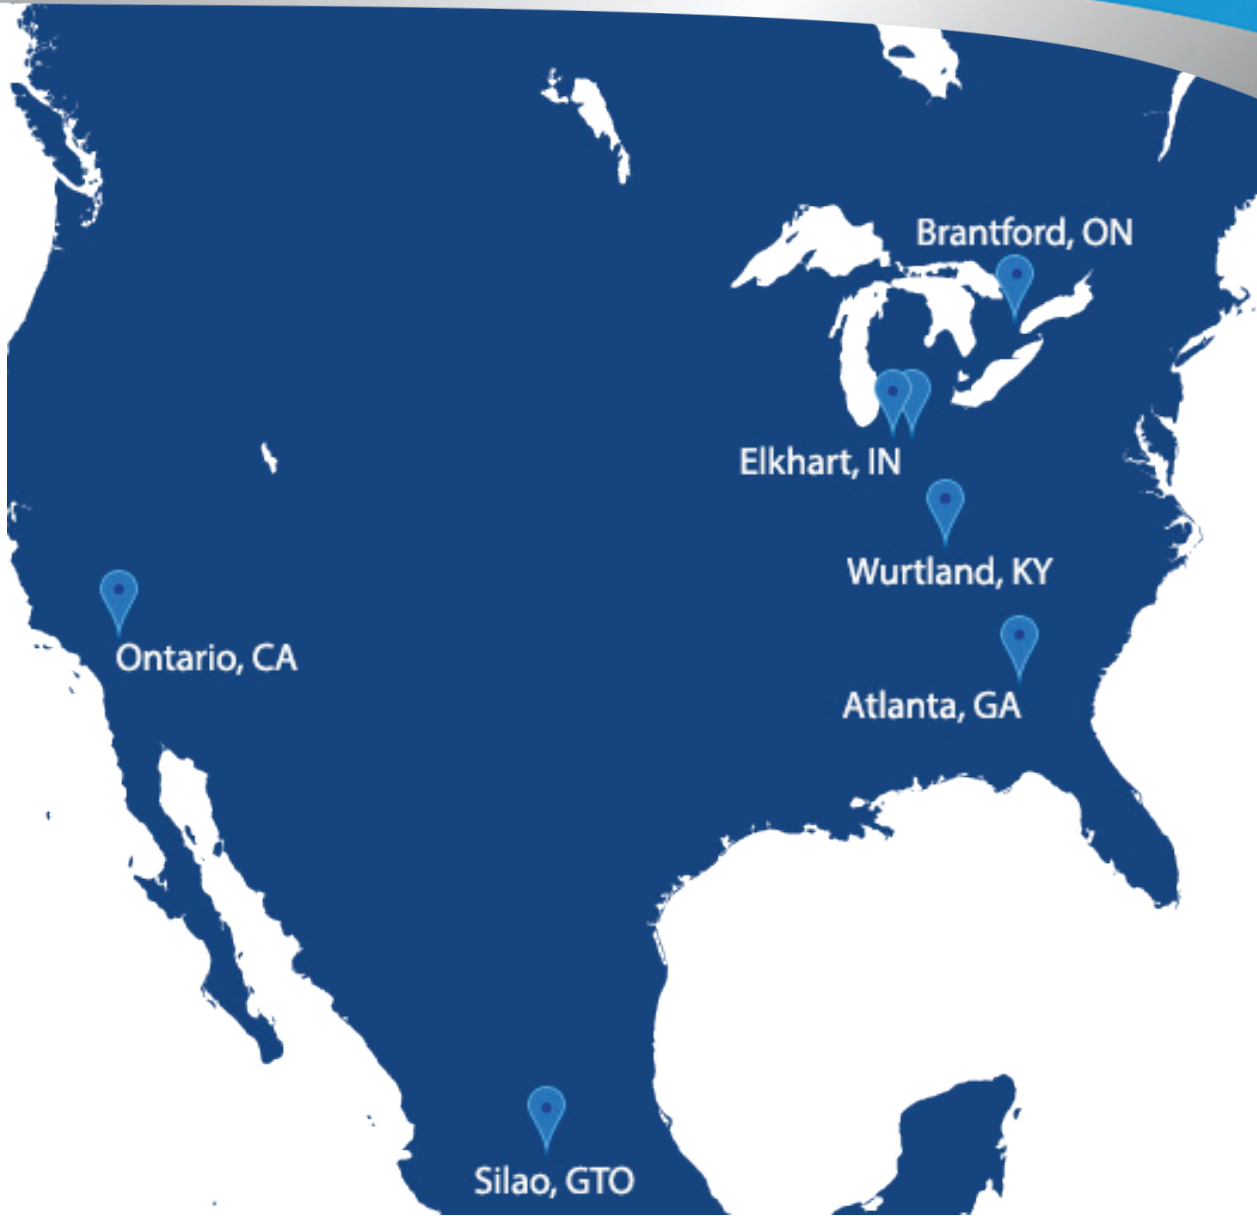 Brantford, ON
Elkhart, IN
Wurtland, KY
Ontario, CA
Atlanta, GA
Silao, GTO